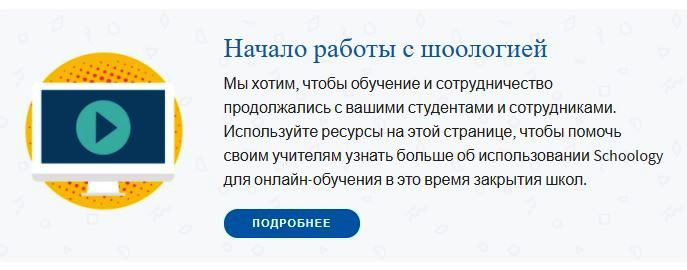 Начало работы с шоологией
Мы хотим, чтобы обучение и сотрудничество
продолжались с вашими студентами и сотрудниками.
Используйте ресурсы на этой странице, чтобы помочь
своим учителям узнать больше об использовании Schoology
для онлайн-обучения в это время закрытия школ.
ПОДРОБНЕЕ